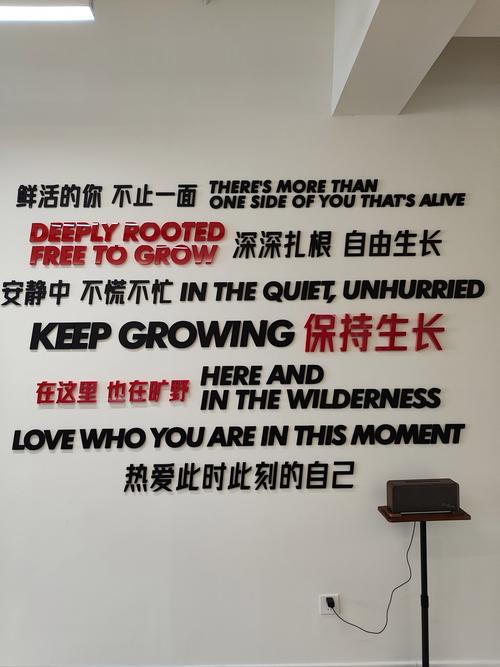 鲜活的你 不止一面 THERE'S MORE THAN
ONE SIDE OF YOU THAT'S ALIVE
DEEPLY ROOTED
FREE TO GROW 深深扎根 自由生长
安静中 不慌不忙 IN THE QUIET, UNHURRIED
KEEP GROWING 保持生长
在这里 也在旷野 HERE AND
IN THE WILDERNESS
LOVE WHO YOU ARE IN THIS MOMENT
热爱此时此刻的自己